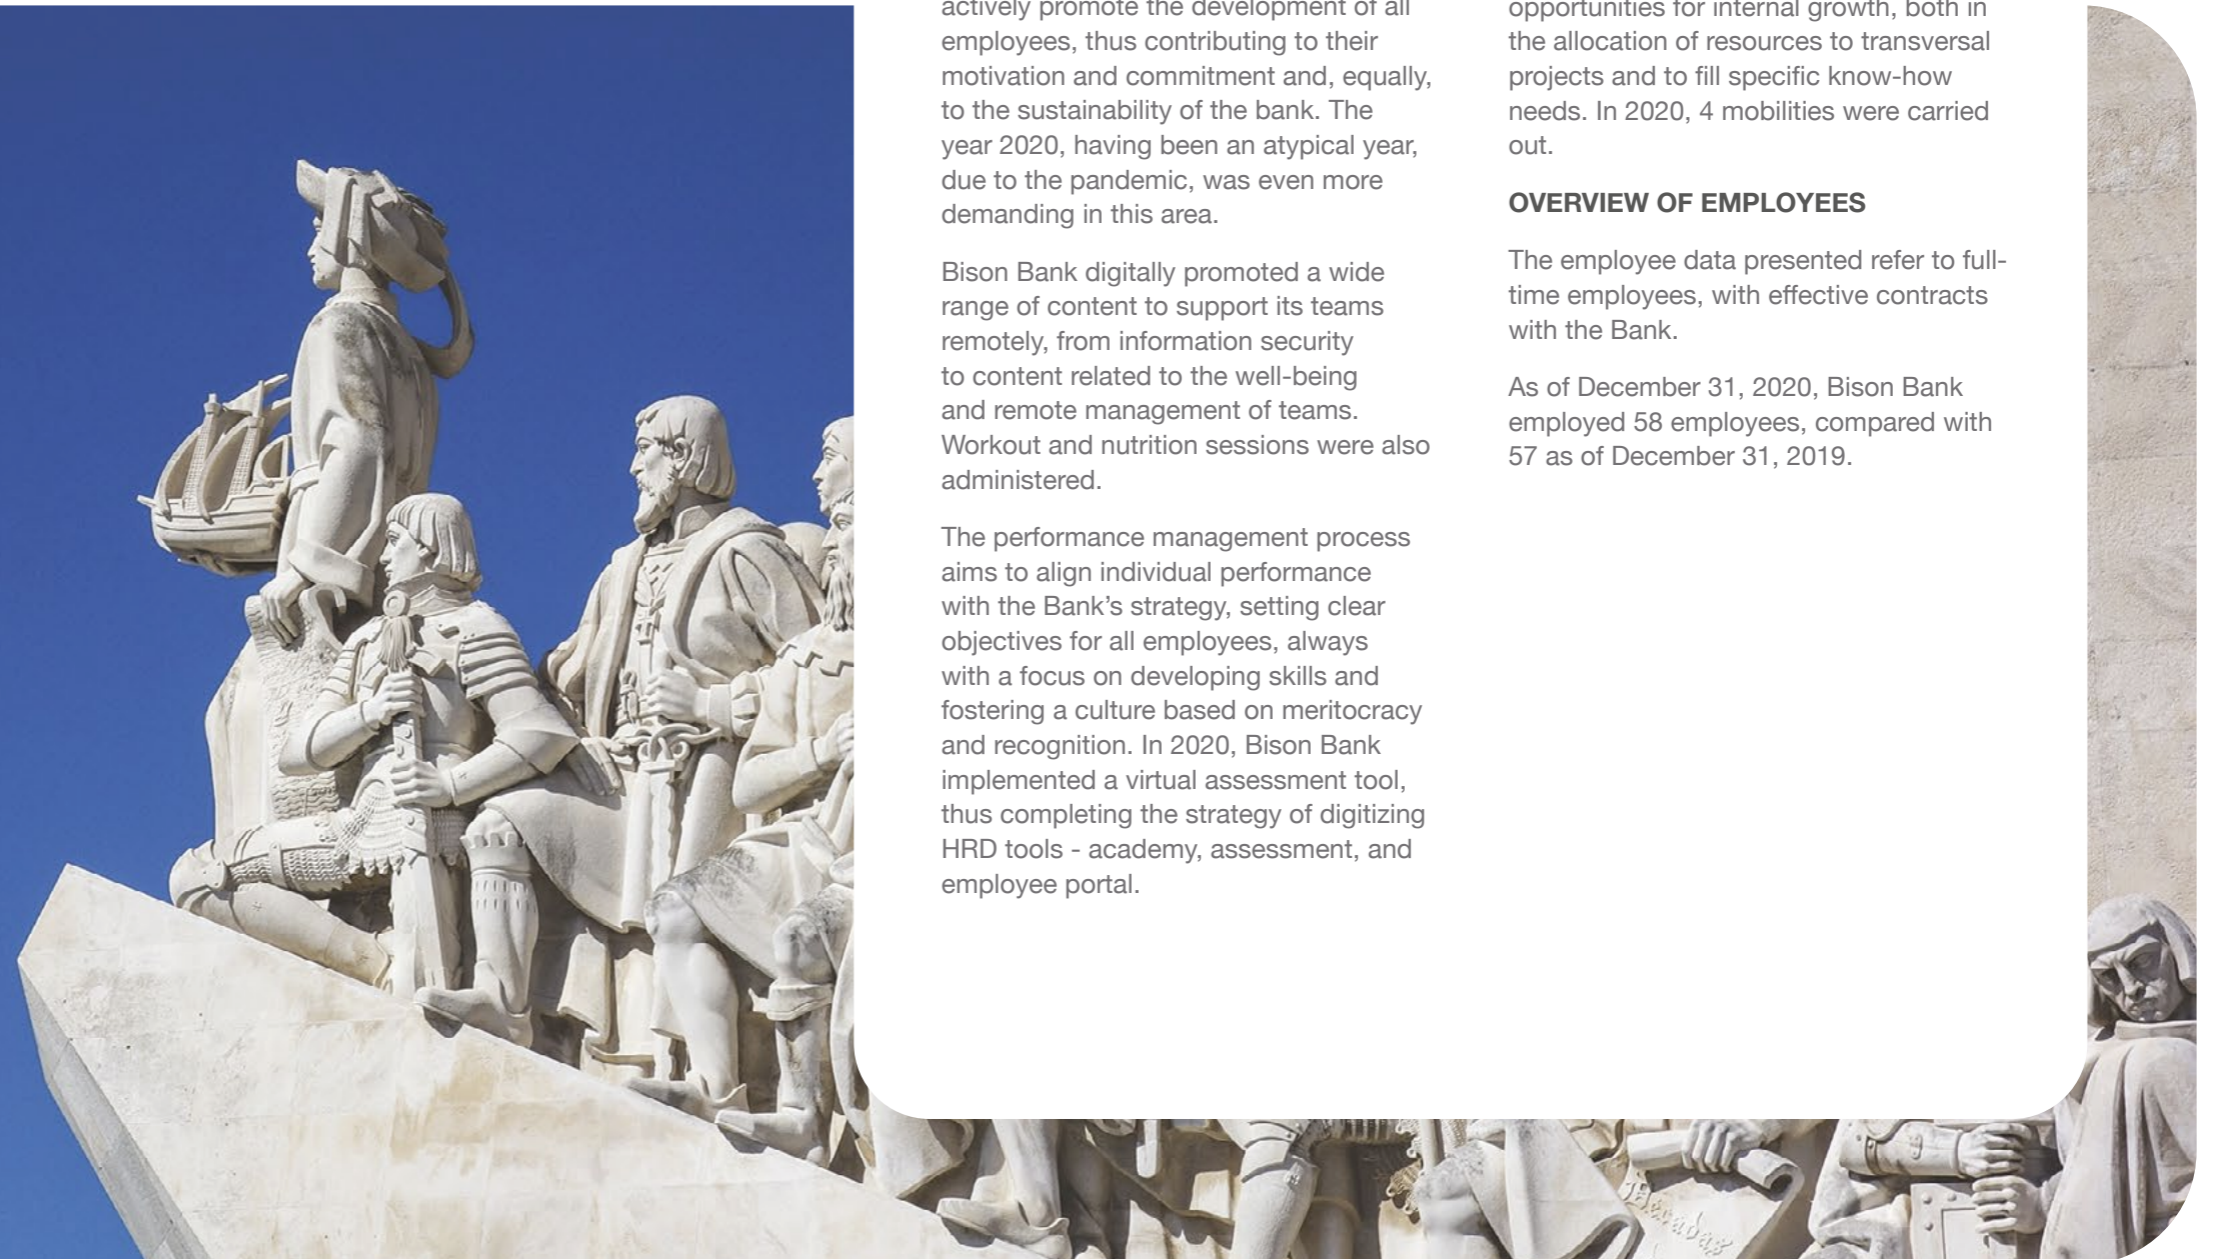 actively promote the development of all
employees, thus contributing to their
motivation and commitment and, equally,
to the sustainability of the bank. The
year 2020, having been an atypical year,
due to the pandemic, was even more
demanding in this area.
Bison Bank digitally promoted a wide
range of content to support its teams
remotely, from information security
to content related to the well-being
and remote management of teams.
Workout and nutrition sessions were also
administered.
The performance management process
aims to align individual performance
with the Bank’s strategy, setting clear
objectives for all employees, always
with a focus on developing skills and
fostering a culture based on meritocracy
and recognition. In 2020, Bison Bank
implemented a virtual assessment tool,
thus completing the strategy of digitizing
HRD tools - academy, assessment, and
employee portal.
opportunities for internal growth, both in
the allocation of resources to transversal
projects and to fill specific know-how
needs. In 2020, 4 mobilities were carried
out.
OVERVIEW OF EMPLOYEES
The employee data presented refer to full-
time employees, with effective contracts
with the Bank.
As of December 31, 2020, Bison Bank
employed 58 employees, compared with
57 as of December 31, 2019.
Decadas